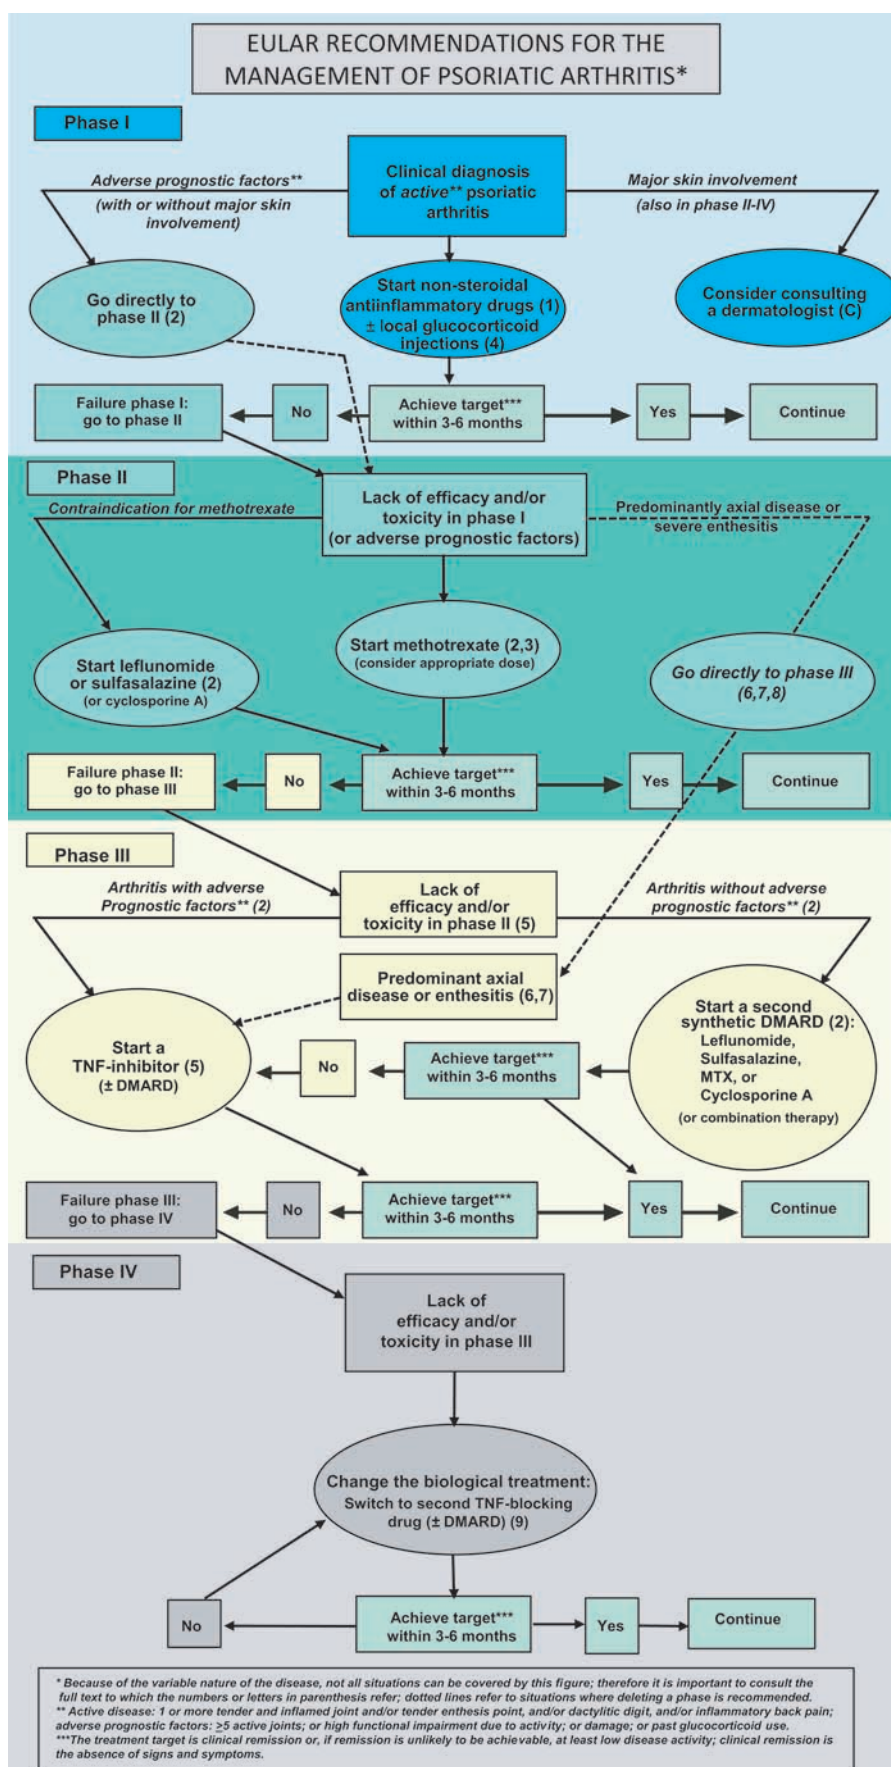 EULAR RECOMMENDATIONS FOR THE
MANAGEMENT OF PSORIATIC ARTHRITIS*
Phase I
Adverse prognostic factors**
(with or without major skin
involvement)
Clinical diagnosis
of active** psoriatic
arthritis
Major skin involvement
(also in phase II-IV)
Go directly to
phase II (2)
Start non-steroidal
antiinflammatory drugs (1)
± local glucocorticoid
injections (4)
Consider consulting
a dermatologist (C)
Failure phase I:
go to phase II
No
Achieve target***
within 3-6 months
Yes
Continue
Phase II
Contraindication for methotrexate
Lack of efficacy and/or
toxicity in phase I
(or adverse prognostic factors)
Predominantly axial disease or
severe enthesitis
Start leflunomide
or sulfasalazine (2)
(or cyclosporine A)
Start methotrexate (2,3)
(consider appropriate dose)
Go directly to phase III
(6,7,8)
Failure phase II:
go to phase III
No
Achieve target***
within 3-6 months
Yes
Continue
Phase III
Arthritis with adverse
Prognostic factors** (2)
Lack of
efficacy and/or
toxicity in phase II (5)
Arthritis without adverse
prognostic factors** (2)
Predominant axial
disease or enthesitis (6,7)
Start a
TNF-inhibitor (5)
(± DMARD)
No
Achieve target***
within 3-6 months
Start a second
synthetic DMARD (2):
Leflunomide,
Sulfasalazine,
MTX, or
Cyclosporine A
(or combination therapy)
Failure phase III:
go to phase IV
No
Achieve target***
within 3-6 months
Yes
Continue
Phase IV
Lack of
efficacy and/or
toxicity in phase III
Change the biological treatment:
Switch to second TNF-blocking
drug (± DMARD) (9)
No
Achieve target***
within 3-6 months
Yes
Continue
* Because of the variable nature of the disease, not all situations can be covered by this figure; therefore it is important to consult the
full text to which the numbers or letters in parenthesis refer; dotted lines refer to situations where deleting a phase is recommended.
** Active disease: 1 or more tender and inflamed joint and/or tender enthesis point, and/or dactylitic digit, and/or inflammatory back pain;
adverse prognostic factors: ≥5 active joints; or high functional impairment due to activity; or damage; or past glucocorticoid use.
***The treatment target is clinical remission or, if remission is unlikely to be achievable, at least low disease activity; clinical remission is
the absence of signs and symptoms.